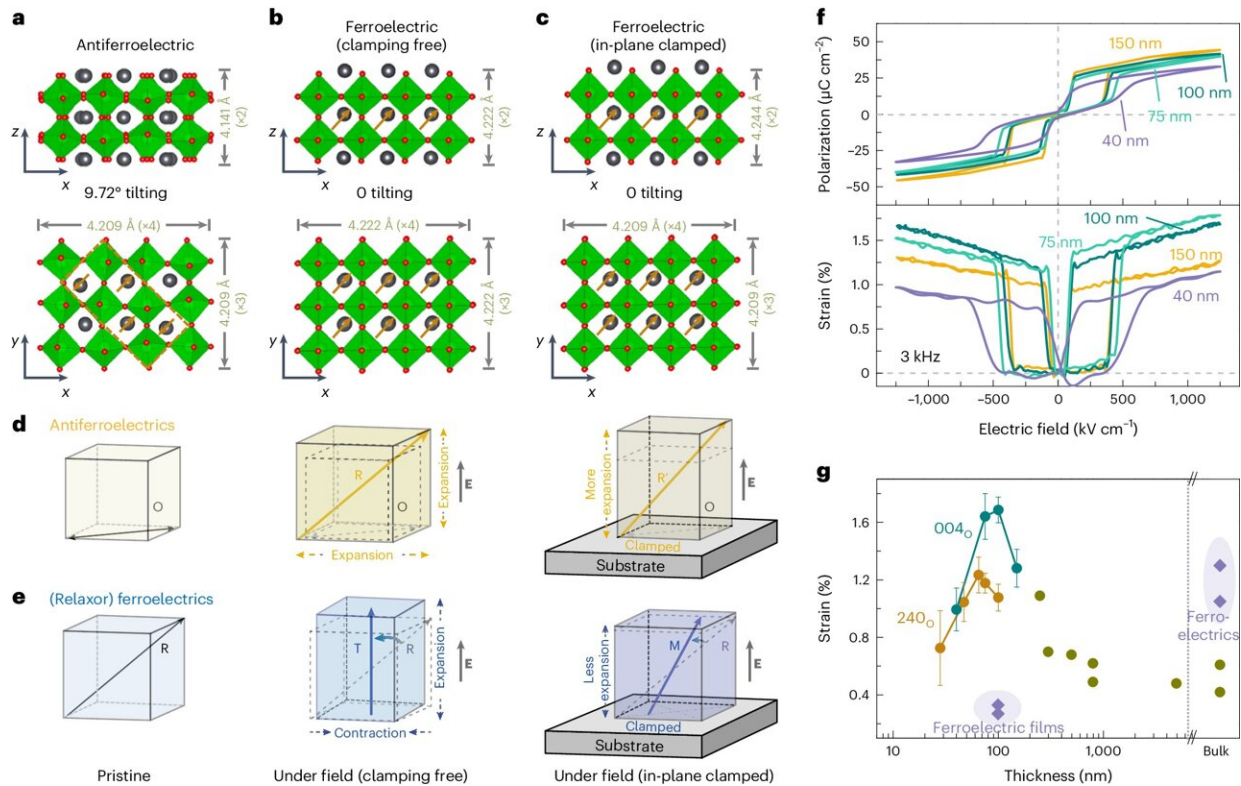 a
Antiferroelectric
4.141 Å
(×2)
z
x
9.72° tilting
4.209 Å (×4)
4.209 Å
(×3)
y
x
b
Ferroelectric
(clamping free)
4.222 Å
(×2)
z
x
0 tilting
4.222 Å (×4)
4.222 Å
(×3)
y
x
c
Ferroelectric
(in-plane clamped)
4.244 Å
(×2)
z
x
0 tilting
4.209 Å (×4)
4.209 Å
(×3)
y
x
d Antiferroelectrics
O
R
O
Expansion
Expansion
E
More
expansion
R'
O
E
Clamped
Substrate
e (Relaxor) ferroelectrics
R
T
R
Expansion
Contraction
E
Less
expansion
M
R
E
Clamped
Substrate
Pristine
Under field (clamping free)
Under field (in-plane clamped)
f
Polarization (µC cm⁻²)
50
25
0
−25
−50
150 nm
100 nm
75 nm
40 nm
Strain (%)
1.5
1.0
0.5
0
100 nm
75 nm
150 nm
40 nm
3 kHz
−1,000
−500
0
500
1,000
Electric field (kV cm⁻¹)
g
Strain (%)
1.6
1.2
0.8
0.4
004O
240O
Ferro-
electrics
Ferroelectric films
10
100
1,000
Bulk
Thickness (nm)